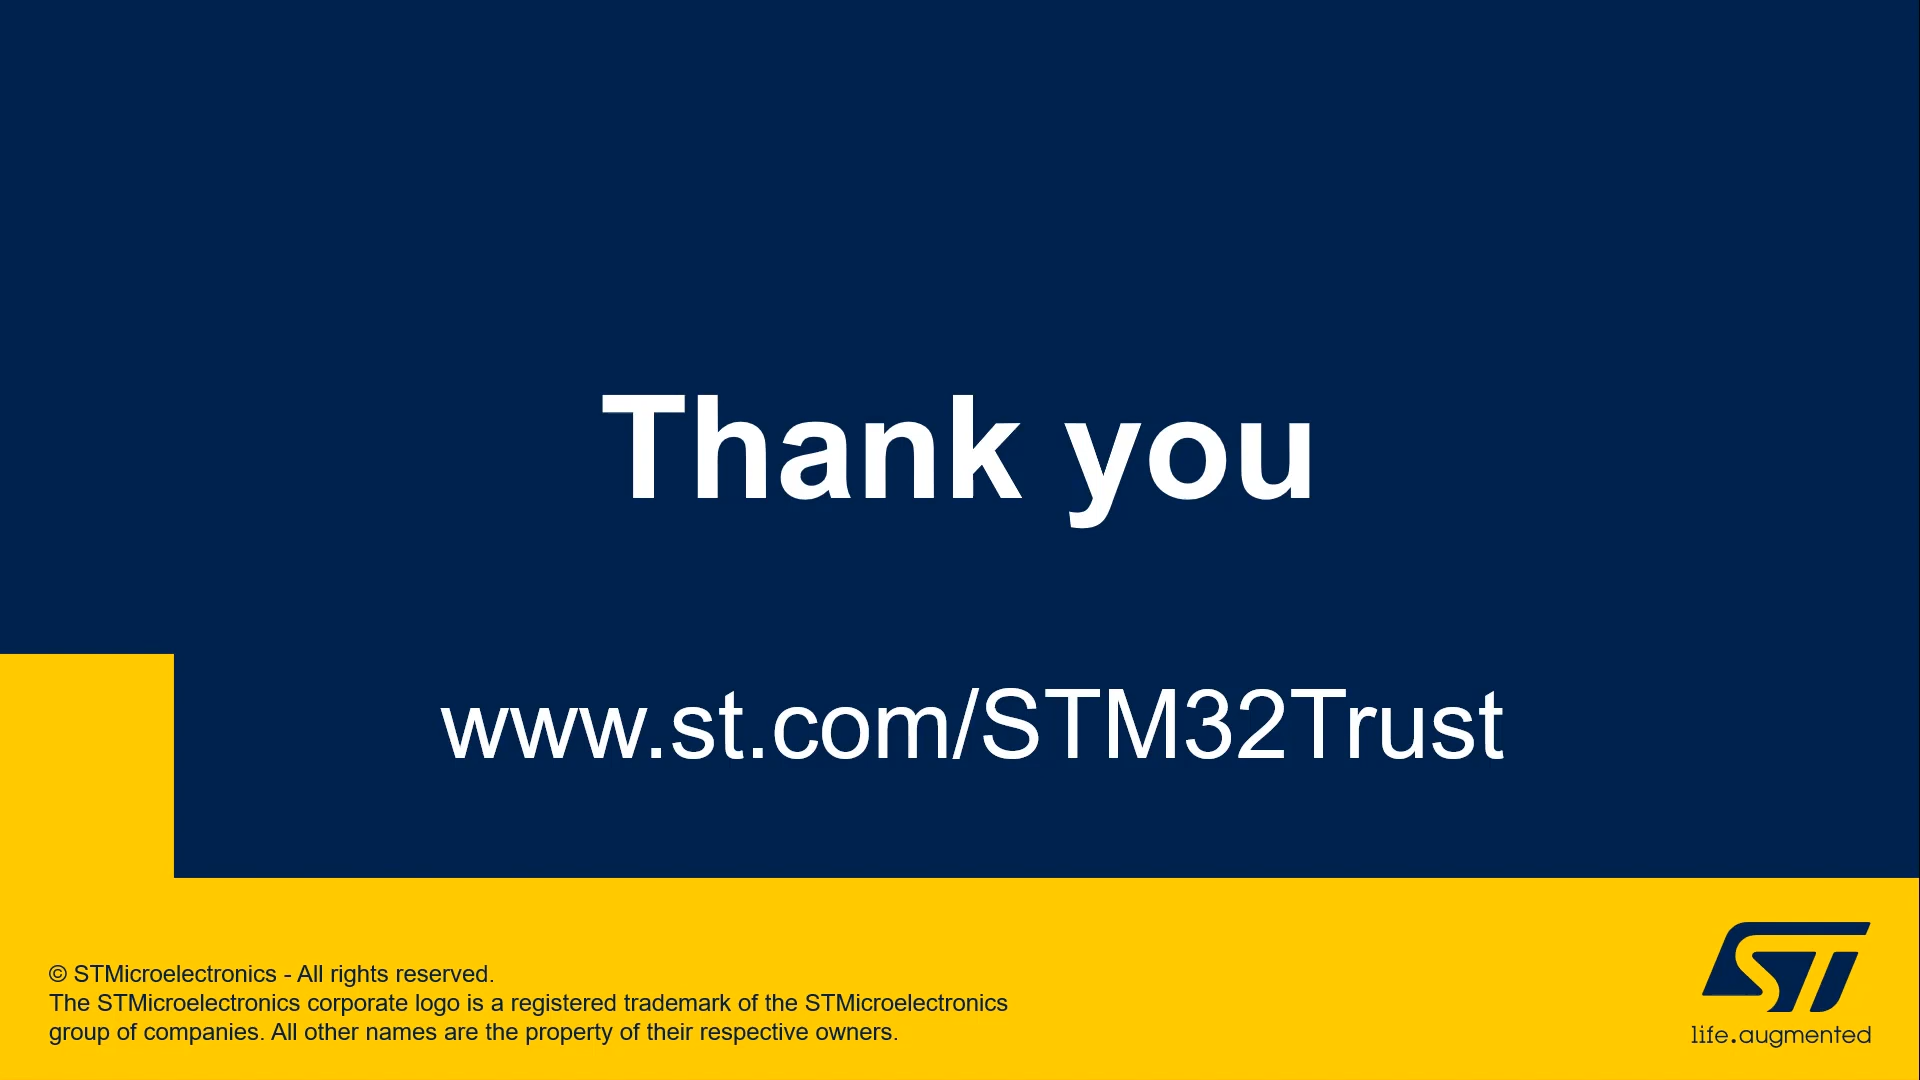 Thank you
www.st.com/STM32Trust
© STMicroelectronics - All rights reserved.
The STMicroelectronics corporate logo is a registered trademark of the STMicroelectronics
group of companies. All other names are the property of their respective owners.
ST
life.augmented